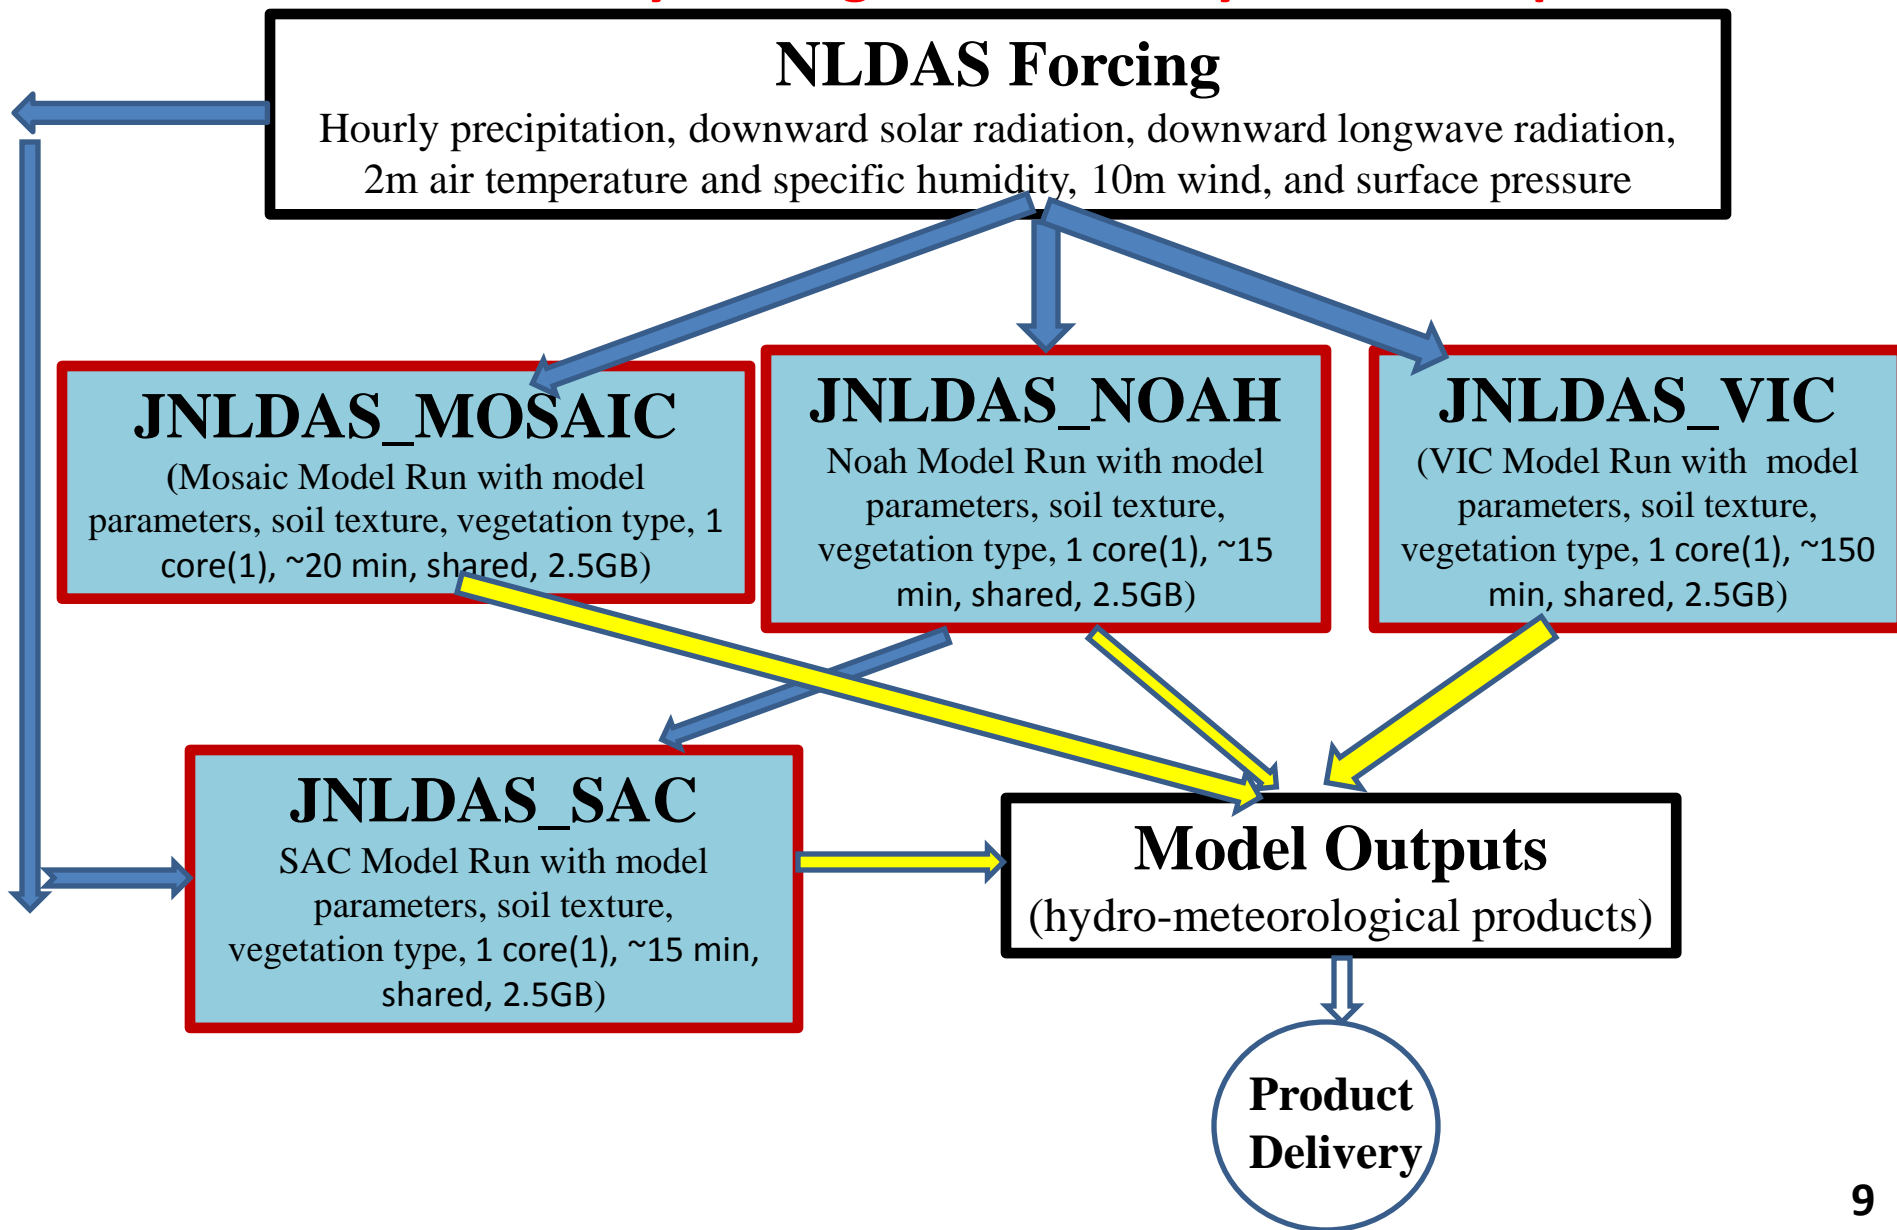 NLDAS Forcing
Hourly precipitation, downward solar radiation, downward longwave radiation,
2m air temperature and specific humidity, 10m wind, and surface pressure
JNLDAS_MOSAIC
(Mosaic Model Run with model
parameters, soil texture, vegetation type, 1
core(1), ~20 min, shared, 2.5GB)
JNLDAS_NOAH
Noah Model Run with model
parameters, soil texture,
vegetation type, 1 core(1), ~15
min, shared, 2.5GB)
JNLDAS_VIC
(VIC Model Run with model
parameters, soil texture,
vegetation type, 1 core(1), ~150
min, shared, 2.5GB)
JNLDAS_SAC
SAC Model Run with model
parameters, soil texture,
vegetation type, 1 core(1), ~15 min,
shared, 2.5GB)
Model Outputs
(hydro-meteorological products)
Product
Delivery
9